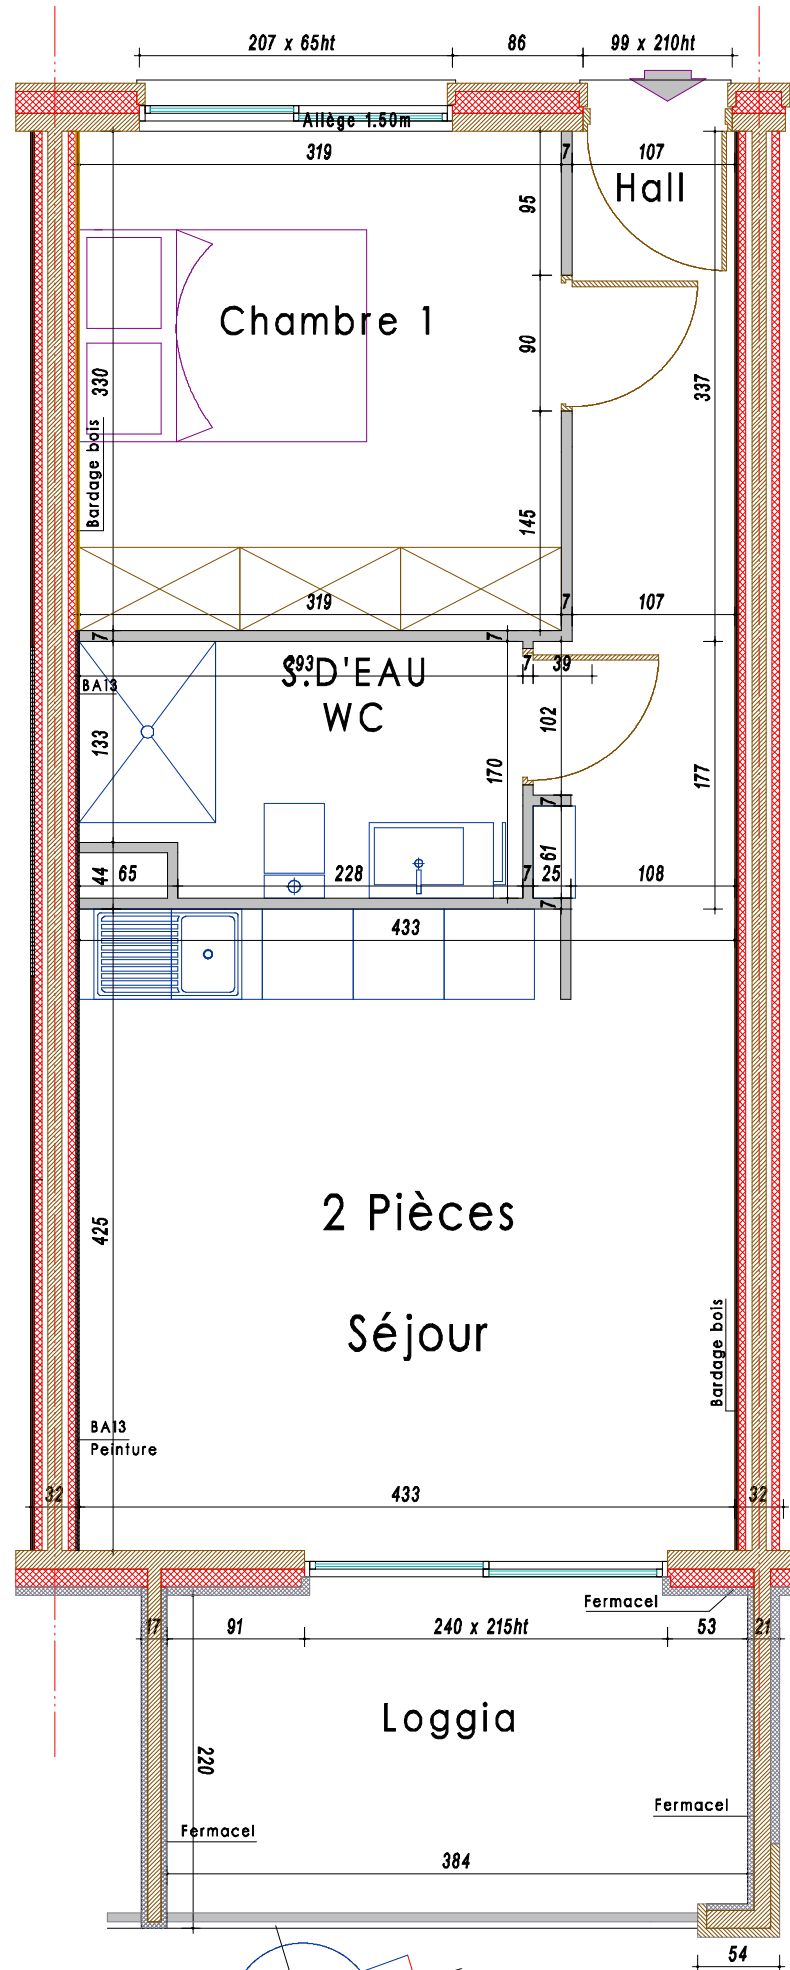 207 x 65ht 86 99 x 210ht
Allège 1.50m
319 7 107
Hall
95
Chambre 1
90
330
337
Bardage bois
145
319 7 107
7 7
293 7 39
S.D'EAU
WC
BA13
102
133
170
177
7
61
44 65 228 7 25 108
7
433
2 Pièces
425
Séjour
Bardage bois
BA13
Peinture
32 433 32
Fermacel
17 91 240 x 215ht 53 21
Loggia
220
Fermacel
Fermacel
384
54